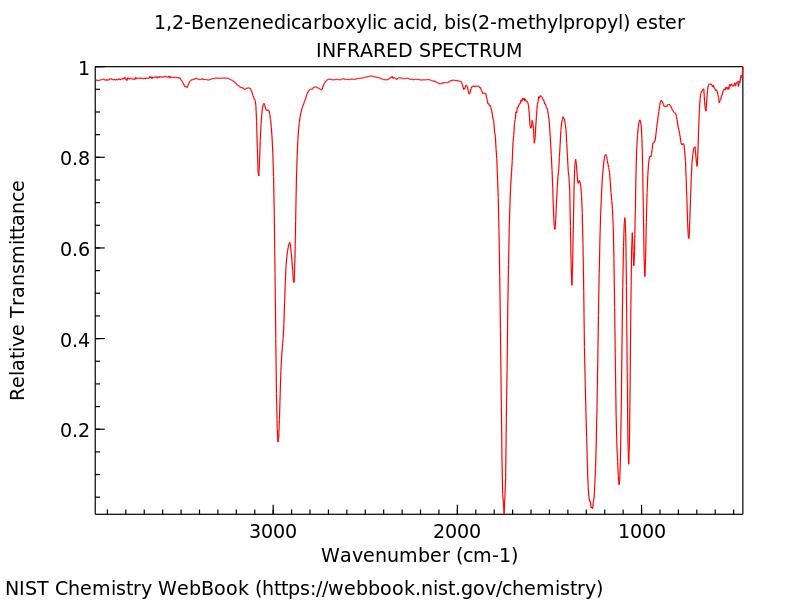 1,2-Benzenedicarboxylic acid, bis(2-methylpropyl) ester
INFRARED SPECTRUM
1
0.8
0.6
0.4
0.2
Relative Transmittance
3000 2000 1000
Wavenumber (cm-1)
NIST Chemistry WebBook (https://webbook.nist.gov/chemistry)